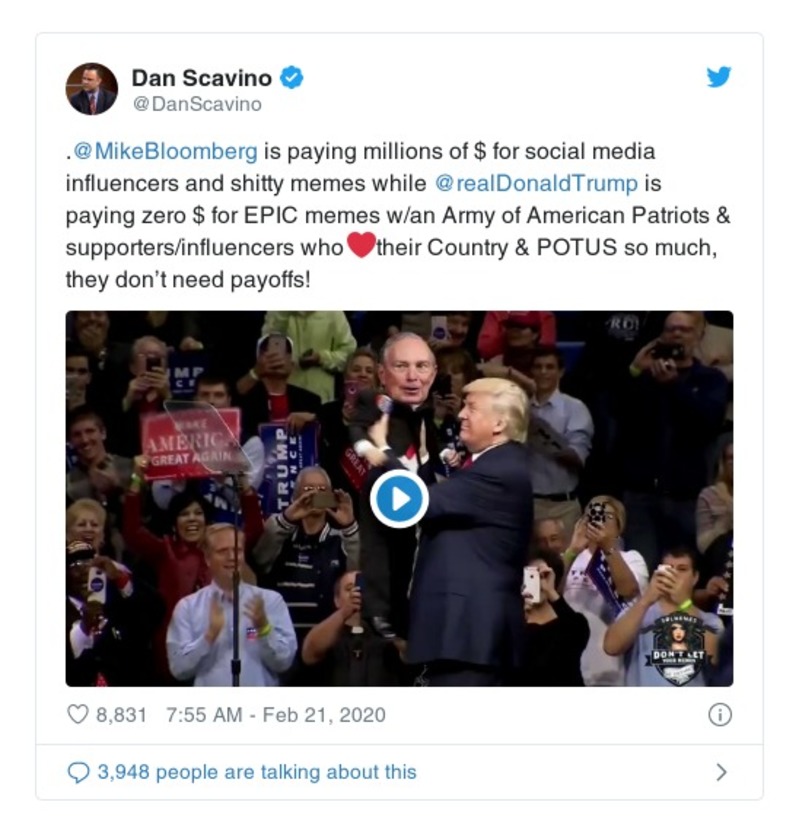 Dan Scavino
@DanScavino
.@MikeBloomberg is paying millions of $ for social media
influencers and shitty memes while @realDonaldTrump is
paying zero $ for EPIC memes w/an Army of American Patriots &
supporters/influencers who❤️their Country & POTUS so much,
they don’t need payoffs!
MAKE
AMERICA
GREAT AGAIN
TRUMP
PENCE
GREAT
DON'T LET
8,831 7:55 AM - Feb 21, 2020
3,948 people are talking about this